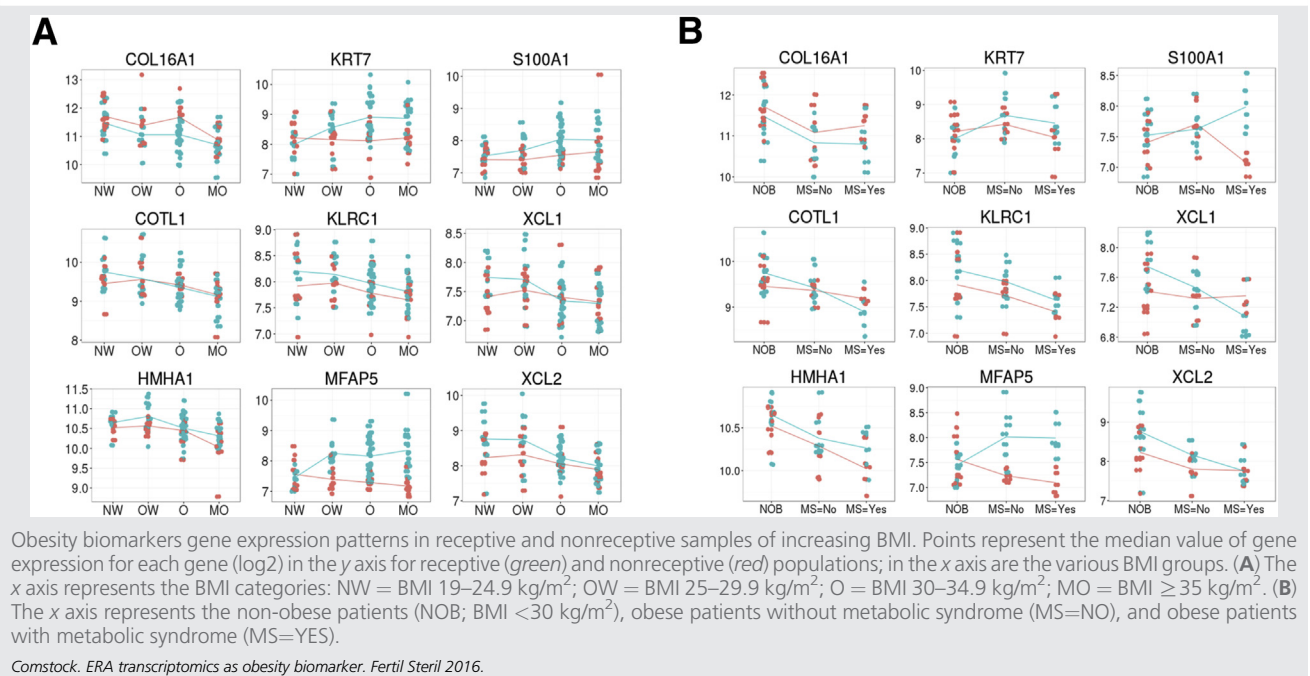 A
COL16A1
KRT7
S100A1
13
12
11
10
NW OW O MO
10
9
8
7
NW OW O MO
10
9
8
7
NW OW O MO
COTL1
KLRC1
XCL1
10
9
8
NW OW O MO
9.0
8.5
8.0
7.5
7.0
NW OW O MO
8.5
8.0
7.5
7.0
NW OW O MO
HMHA1
MFAP5
XCL2
11.5
11.0
10.5
10.0
9.5
9.0
NW OW O MO
10
9
8
7
NW OW O MO
10
9
8
7
NW OW O MO
B
COL16A1
KRT7
S100A1
12
11
10
NOB MS=No MS=Yes
10
9
8
7
NOB MS=No MS=Yes
8.5
8.0
7.5
7.0
NOB MS=No MS=Yes
COTL1
KLRC1
XCL1
10
9
NOB MS=No MS=Yes
9.0
8.5
8.0
7.5
7.0
NOB MS=No MS=Yes
8.0
7.6
7.2
6.8
NOB MS=No MS=Yes
HMHA1
MFAP5
XCL2
10.5
10.0
NOB MS=No MS=Yes
9.0
8.5
8.0
7.5
7.0
NOB MS=No MS=Yes
9
8
7
NOB MS=No MS=Yes
Obesity biomarkers gene expression patterns in receptive and nonreceptive samples of increasing BMI. Points represent the median value of gene
expression for each gene (log2) in the y axis for receptive (green) and nonreceptive (red) populations; in the x axis are the various BMI groups. (A) The
x axis represents the BMI categories: NW = BMI 19–24.9 kg/m²; OW = BMI 25–29.9 kg/m²; O = BMI 30–34.9 kg/m²; MO = BMI ≥35 kg/m². (B)
The x axis represents the non-obese patients (NOB; BMI <30 kg/m²), obese patients without metabolic syndrome (MS=NO), and obese patients
with metabolic syndrome (MS=YES).
Comstock. ERA transcriptomics as obesity biomarker. Fertil Steril 2016.